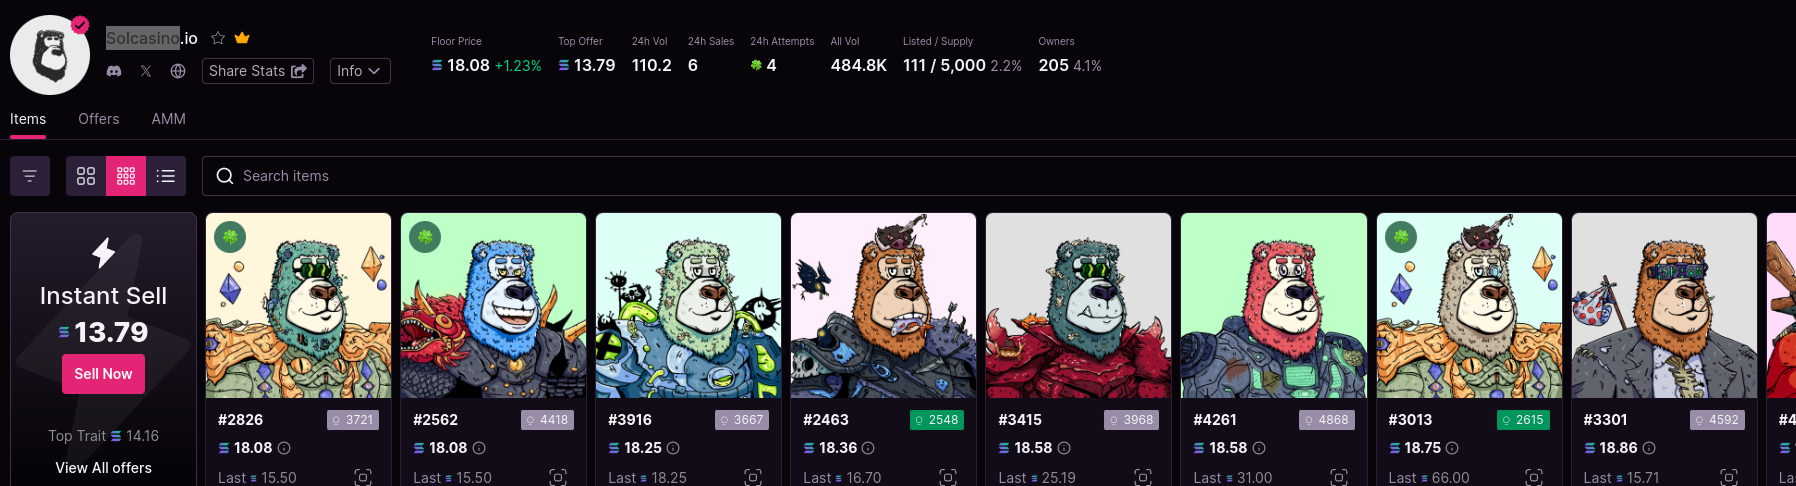 Solcasino.io
Share Stats Info
Floor Price Top Offer 24h Vol 24h Sales 24h Attempts All Vol Listed / Supply Owners
18.08 +1.23% 13.79 110.2 6 4 484.8K 111 / 5,000 2.2% 205 4.1%
Items Offers AMM
Search items
Instant Sell
13.79
Sell Now
Top Trait 14.16
View All offers
#2826 3721
18.08
Last 15.50
#2562 4418
18.08
Last 15.50
#3916 3667
18.25
Last 18.25
#2463 2548
18.36
Last 16.70
#3415 3968
18.58
Last 25.19
#4261 4868
18.58
Last 31.00
#3013 2615
18.75
Last 66.00
#3301 4592
18.86
Last 15.71